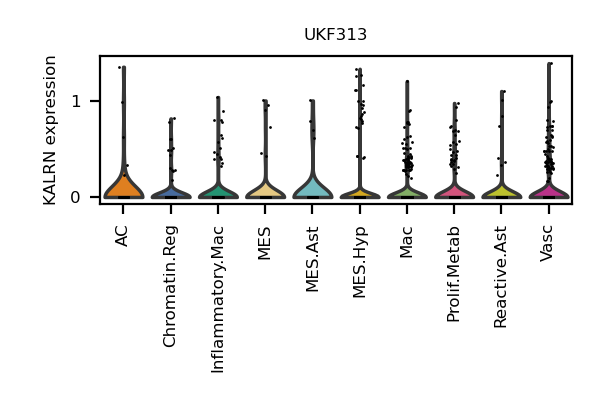 UKF313
KALRN expression
1
0
AC
Chromatin.Reg
Inflammatory.Mac
MES
MES.Ast
MES.Hyp
Mac
Prolif.Metab
Reactive.Ast
Vasc